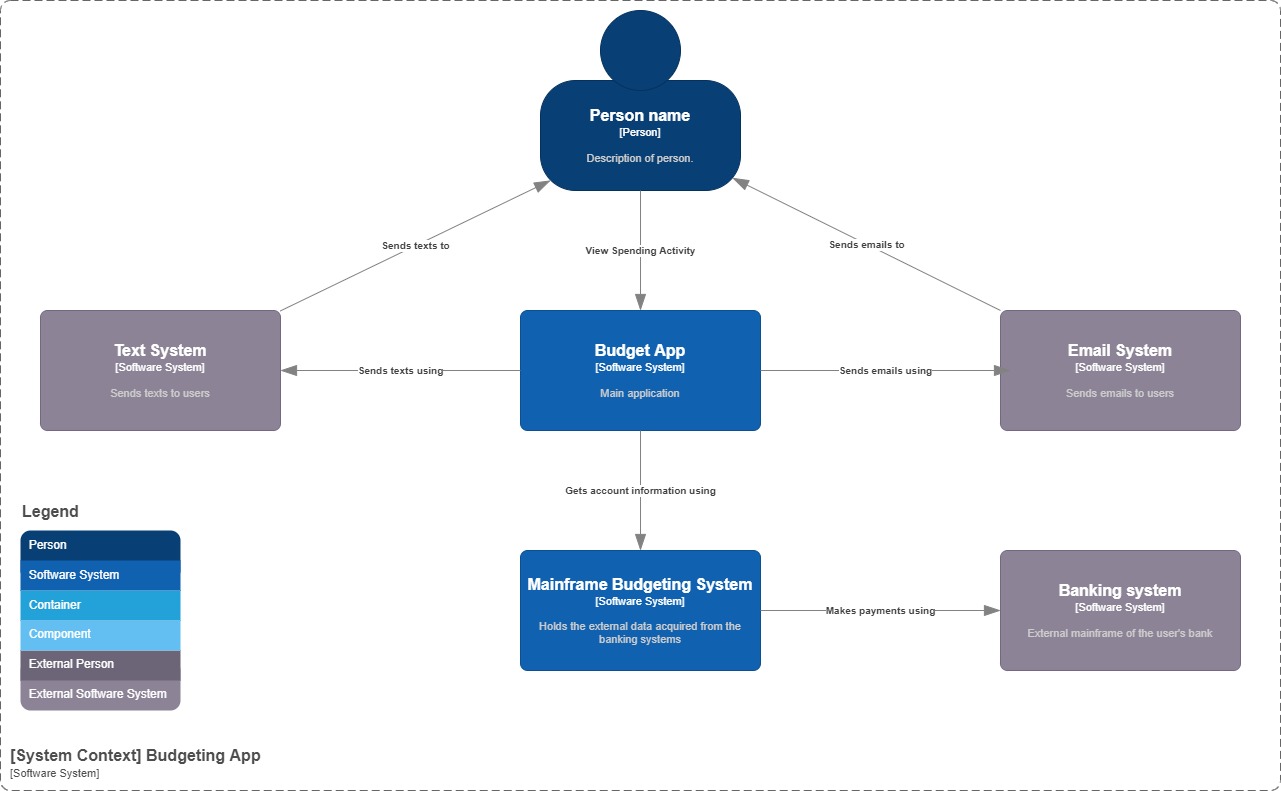 Person name
[Person]
Description of person.
Sends texts to
View Spending Activity
Sends emails to
Text System
[Software System]
Sends texts to users
Sends texts using
Budget App
[Software System]
Main application
Sends emails using
Email System
[Software System]
Sends emails to users
Gets account information using
Mainframe Budgeting System
[Software System]
Holds the external data acquired from the
banking systems
Makes payments using
Banking system
[Software System]
External mainframe of the user's bank
Legend
Person
Software System
Container
Component
External Person
External Software System
[System Context] Budgeting App
[Software System]